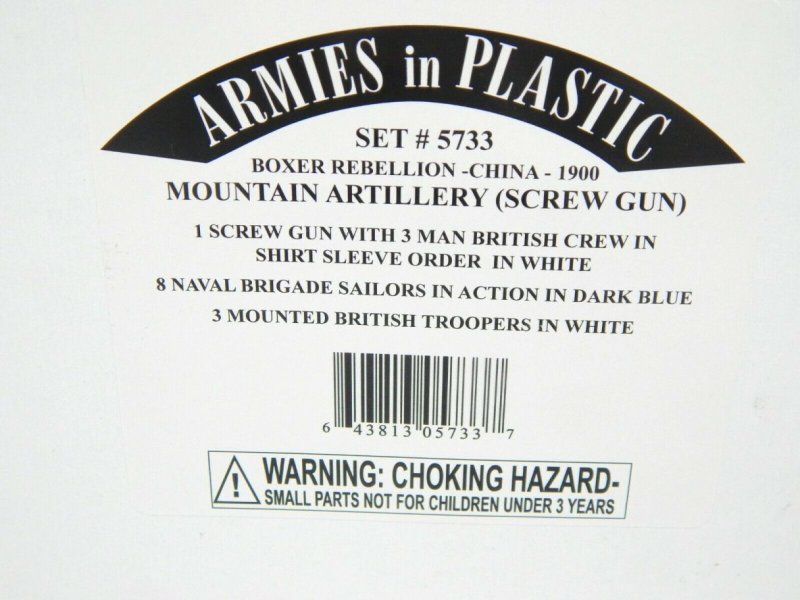 ARMIES in PLASTIC
SET # 5733
BOXER REBELLION -CHINA - 1900
MOUNTAIN ARTILLERY (SCREW GUN)
1 SCREW GUN WITH 3 MAN BRITISH CREW IN
SHIRT SLEEVE ORDER IN WHITE
8 NAVAL BRIGADE SAILORS IN ACTION IN DARK BLUE
3 MOUNTED BRITISH TROOPERS IN WHITE
6 43813 05733 7
WARNING: CHOKING HAZARD-
SMALL PARTS NOT FOR CHILDREN UNDER 3 YEARS